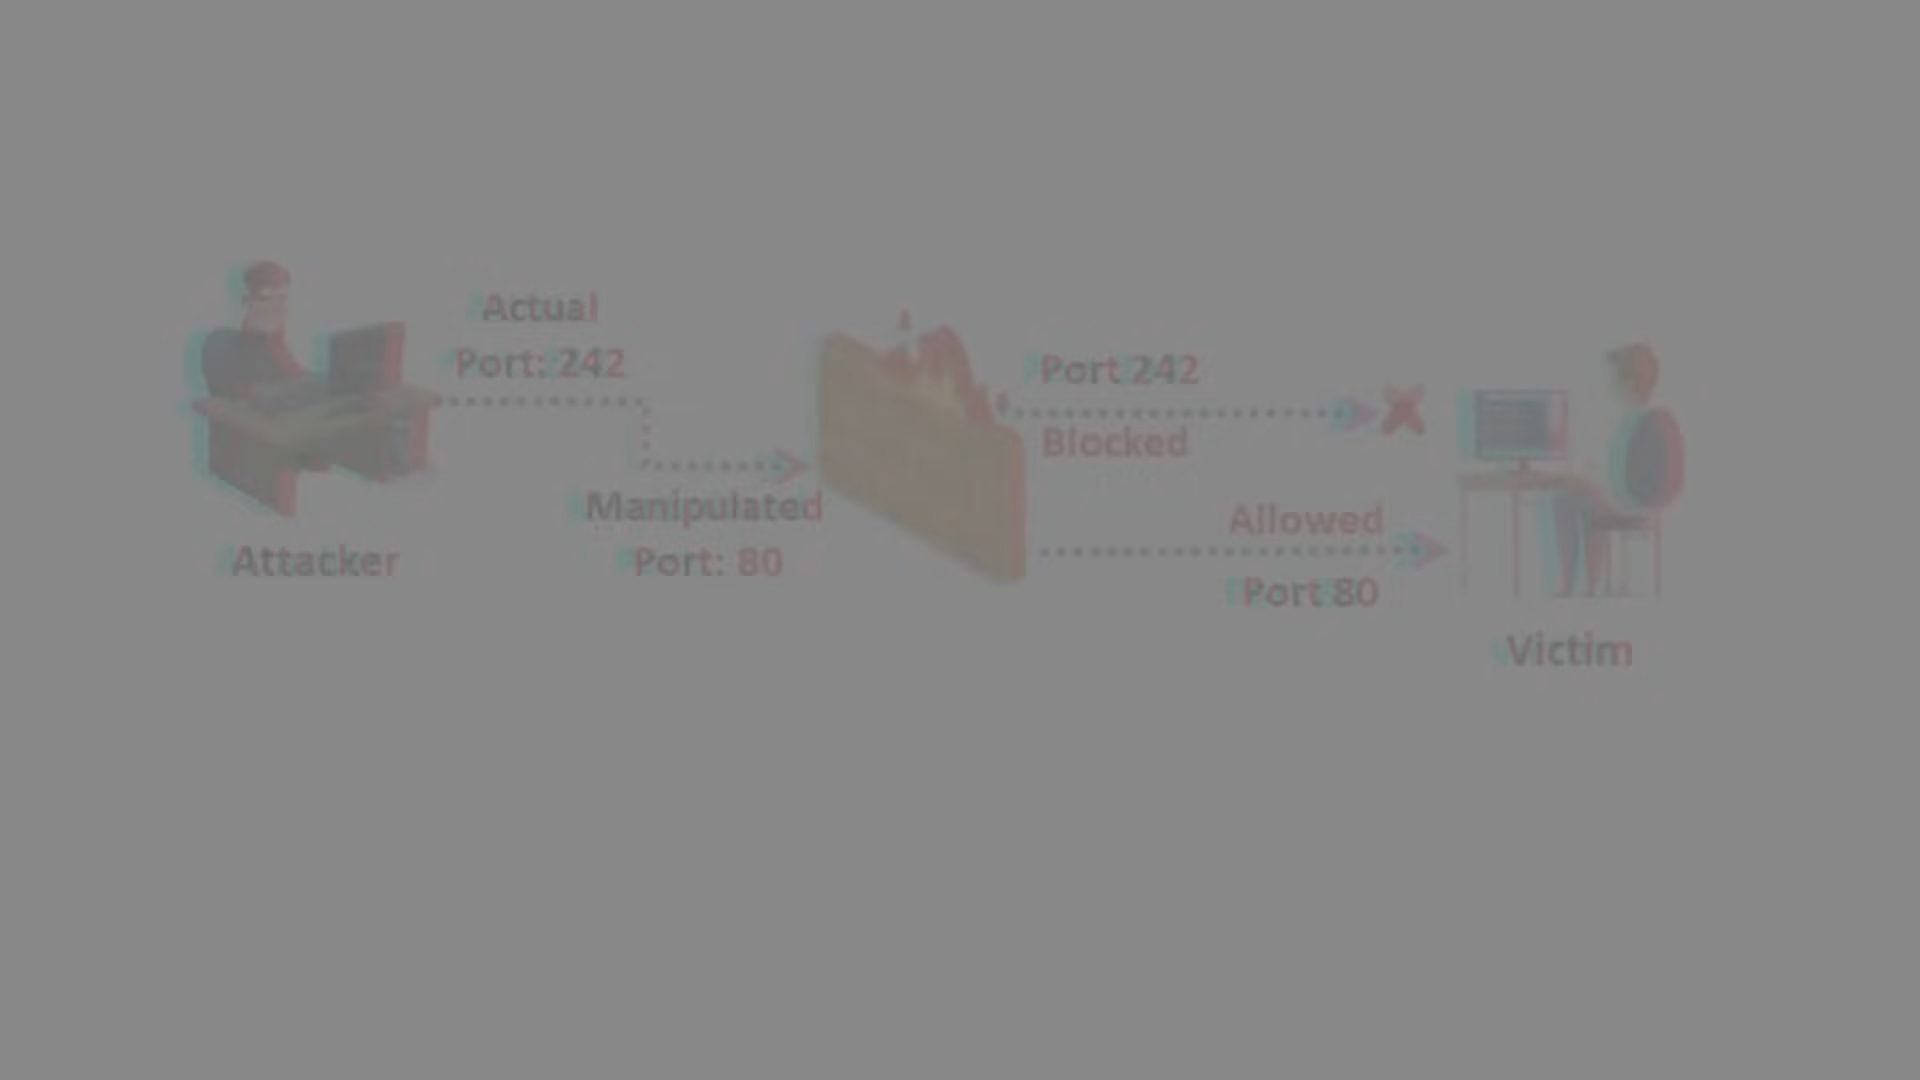 Actual
Port: 242
Manipulated
Port: 80
Attacker
Port 242
Blocked
Allowed
Port 80
Victim